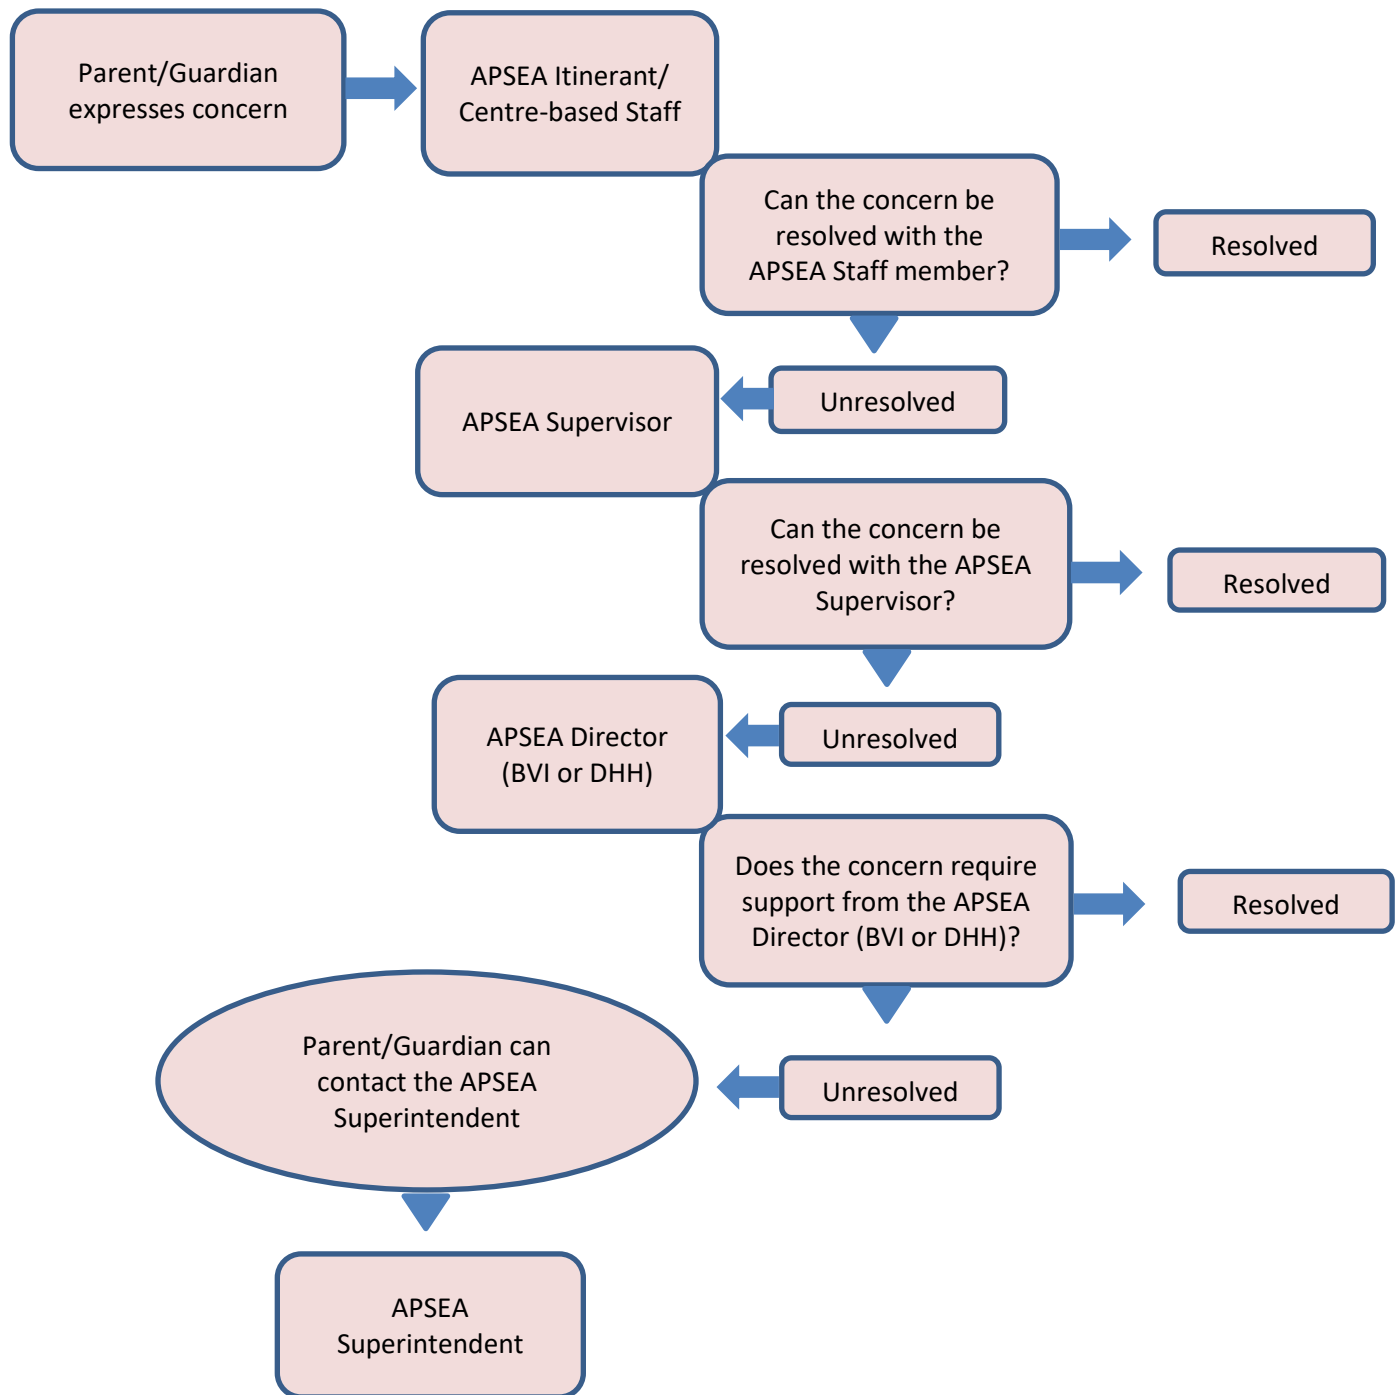 Parent/Guardian
expresses concern
APSEA Itinerant/
Centre-based Staff
Can the concern be
resolved with the
APSEA Staff member?
Resolved
Unresolved
APSEA Supervisor
Can the concern be
resolved with the APSEA
Supervisor?
Resolved
Unresolved
APSEA Director
(BVI or DHH)
Does the concern require
support from the APSEA
Director (BVI or DHH)?
Resolved
Unresolved
Parent/Guardian can
contact the APSEA
Superintendent
APSEA
Superintendent